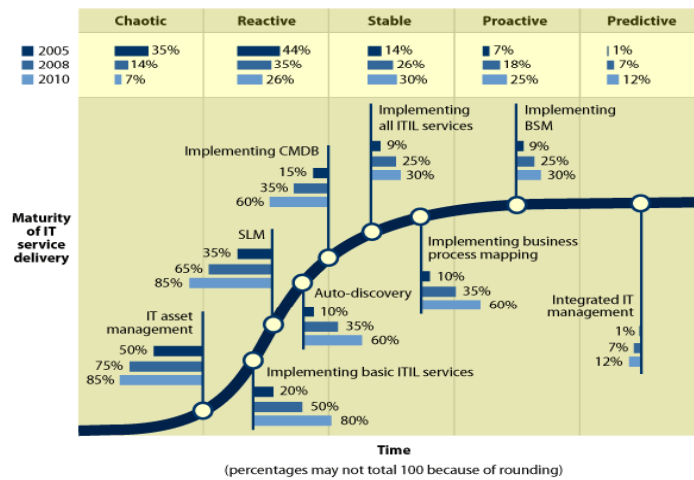 Chaotic Reactive Stable Proactive Predictive
2005 35% 44% 14% 7% 1%
2008 14% 35% 26% 18% 7%
2010 7% 26% 30% 25% 12%
Implementing
all ITIL services
9%
25%
30%
Implementing
BSM
9%
25%
30%
Implementing CMDB
15%
35%
60%
Maturity
of IT
service
delivery
SLM
35%
65%
85%
Implementing business
process mapping
10%
35%
60%
Auto-discovery
10%
35%
60%
Integrated IT
management
1%
7%
12%
IT asset
management
50%
75%
85%
Implementing basic ITIL services
20%
50%
80%
Time
(percentages may not total 100 because of rounding)